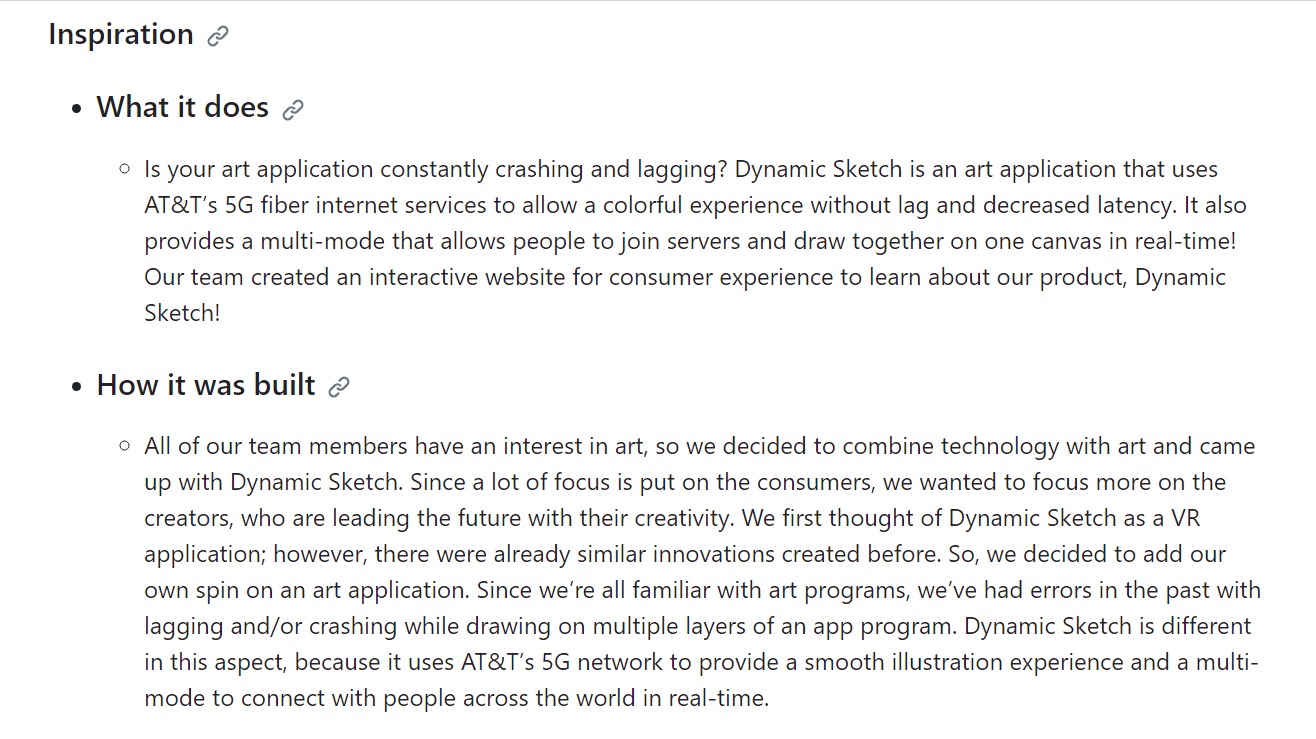 Inspiration
What it does
Is your art application constantly crashing and lagging? Dynamic Sketch is an art application that uses
AT&T’s 5G fiber internet services to allow a colorful experience without lag and decreased latency. It also
provides a multi-mode that allows people to join servers and draw together on one canvas in real-time!
Our team created an interactive website for consumer experience to learn about our product, Dynamic
Sketch!
How it was built
All of our team members have an interest in art, so we decided to combine technology with art and came
up with Dynamic Sketch. Since a lot of focus is put on the consumers, we wanted to focus more on the
creators, who are leading the future with their creativity. We first thought of Dynamic Sketch as a VR
application; however, there were already similar innovations created before. So, we decided to add our
own spin on an art application. Since we’re all familiar with art programs, we’ve had errors in the past with
lagging and/or crashing while drawing on multiple layers of an app program. Dynamic Sketch is different
in this aspect, because it uses AT&T’s 5G network to provide a smooth illustration experience and a multi-
mode to connect with people across the world in real-time.